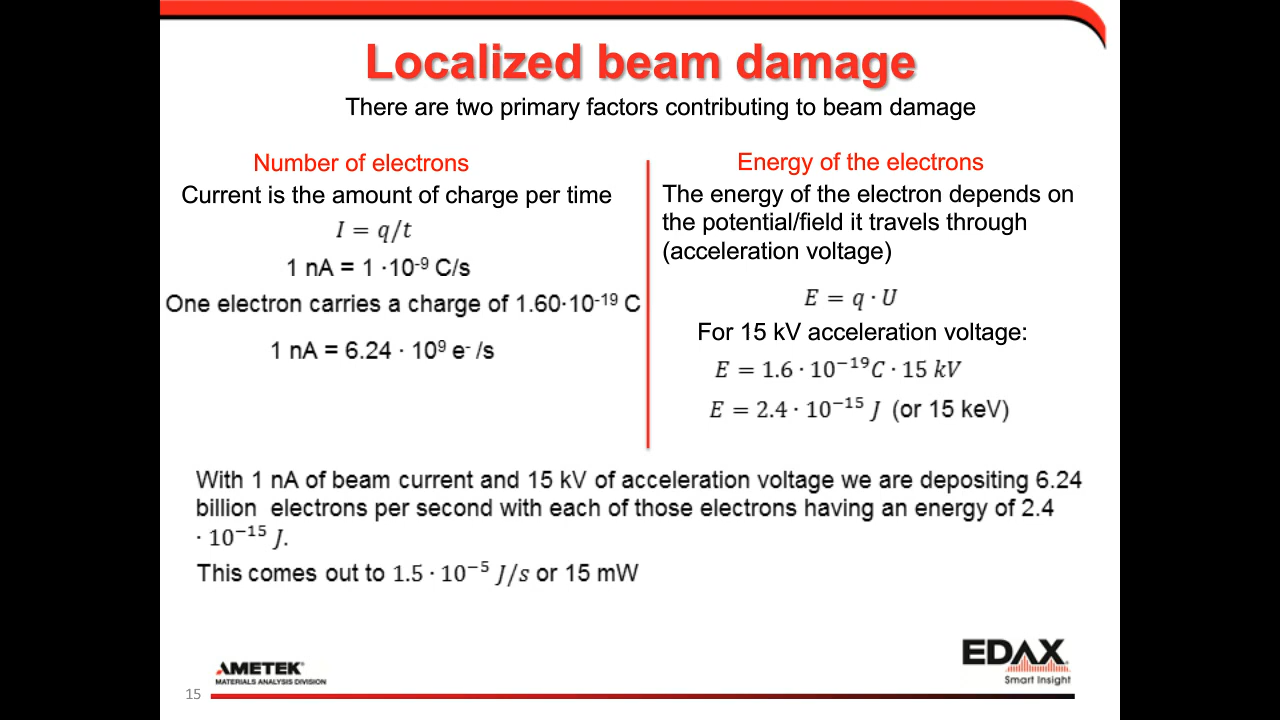 Localized beam damage
There are two primary factors contributing to beam damage
Number of electrons
Current is the amount of charge per time
I = q/t
1 nA = 1 ·10⁻⁹ C/s
One electron carries a charge of 1.60·10⁻¹⁹ C
1 nA = 6.24 · 10⁹ e⁻ /s
Energy of the electrons
The energy of the electron depends on
the potential/field it travels through
(acceleration voltage)
E = q · U
For 15 kV acceleration voltage:
E = 1.6 · 10⁻¹⁹C · 15 kV
E = 2.4 · 10⁻¹⁵ J (or 15 keV)
With 1 nA of beam current and 15 kV of acceleration voltage we are depositing 6.24
billion electrons per second with each of those electrons having an energy of 2.4
· 10⁻¹⁵ J.
This comes out to 1.5 · 10⁻⁵ J/s or 15 mW
AMETEK®
MATERIALS ANALYSIS DIVISION
EDAX
Smart Insight
15